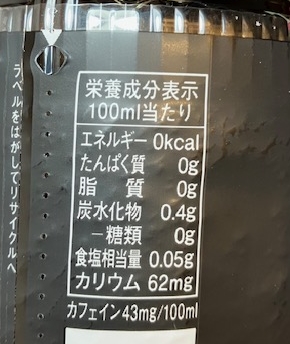 栄養成分表示
100ml当たり
エネルギー 0kcal
たんぱく質 0g
脂質 0g
炭水化物 0.4g
－糖類 0g
食塩相当量 0.05g
カリウム 62mg
カフェイン43mg/100ml
ラベルをはがしてリサイクルへ